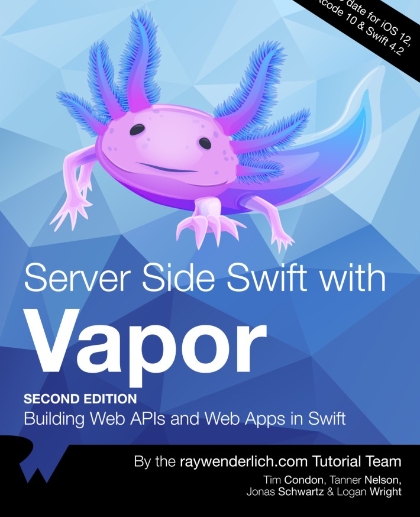 date for iOS 12,
code 10 & Swift 4.2
Server Side Swift with
Vapor
SECOND EDITION
Building Web APIs and Web Apps in Swift
By the raywenderlich.com Tutorial Team
Tim Condon, Tanner Nelson,
Jonas Schwartz & Logan Wright